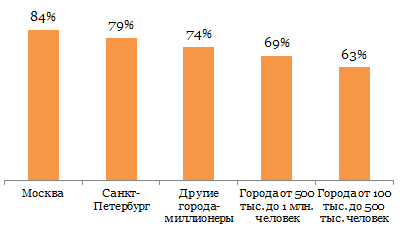 84%
79%
74%
69%
63%
Москва
Санкт-
Петербург
Другие
города-
миллионеры
Города от 500
тыс. до 1 млн.
человек
Города от 100
тыс. до 500
тыс. человек